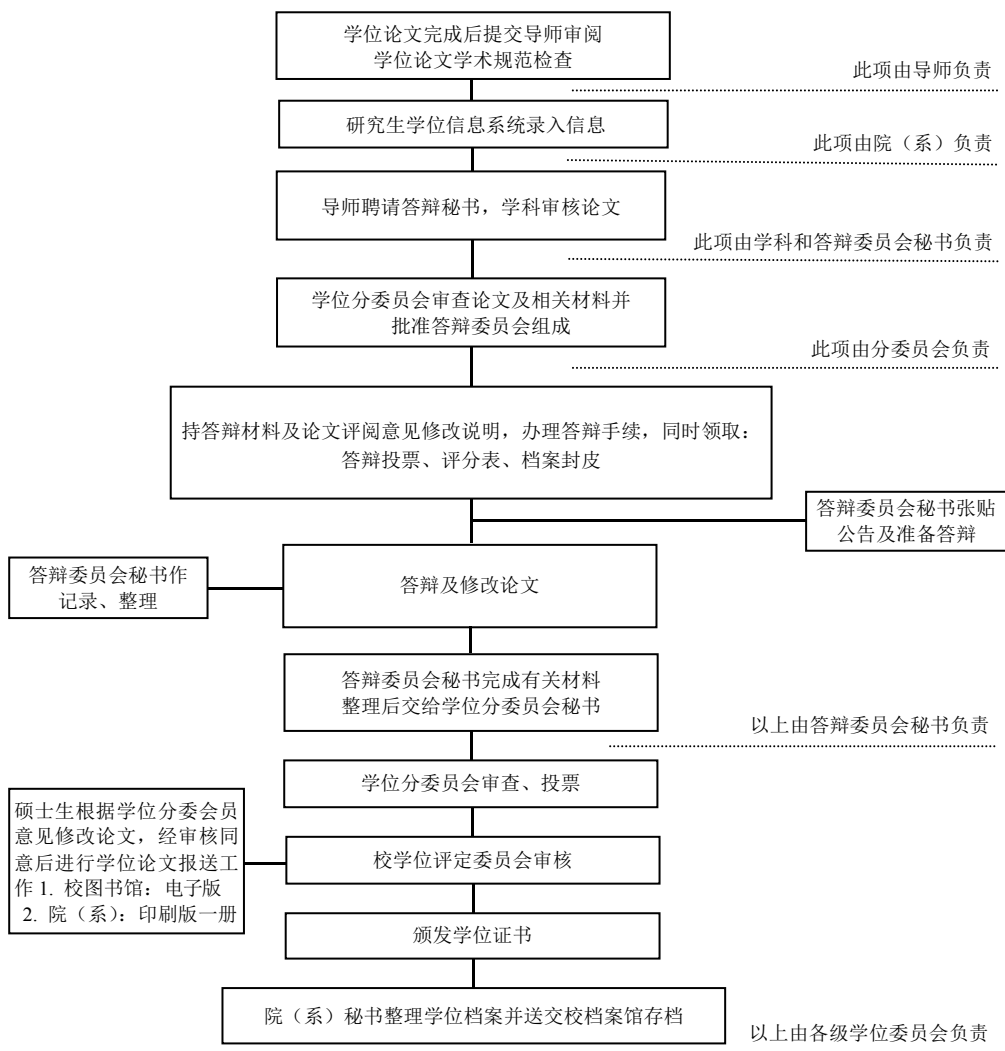 学位论文完成后提交导师审阅
学位论文学术规范检查
此项由导师负责
研究生学位信息系统录入信息
此项由院（系）负责
导师聘请答辩秘书，学科审核论文
此项由学科和答辩委员会秘书负责
学位分委员会审查论文及相关材料并
批准答辩委员会组成
此项由分委员会负责
持答辩材料及论文评阅意见修改说明，办理答辩手续，同时领取：
答辩投票、评分表、档案封皮
答辩委员会秘书张贴
公告及准备答辩
答辩委员会秘书作
记录、整理
答辩及修改论文
答辩委员会秘书完成有关材料
整理后交给学位分委员会秘书
以上由答辩委员会秘书负责
学位分委员会审查、投票
硕士生根据学位分委会员
意见修改论文，经审核同
意后进行学位论文报送工
作 1. 校图书馆：电子版
2. 院（系）：印刷版一册
校学位评定委员会审核
颁发学位证书
院（系）秘书整理学位档案并送交校档案馆存档
以上由各级学位委员会负责